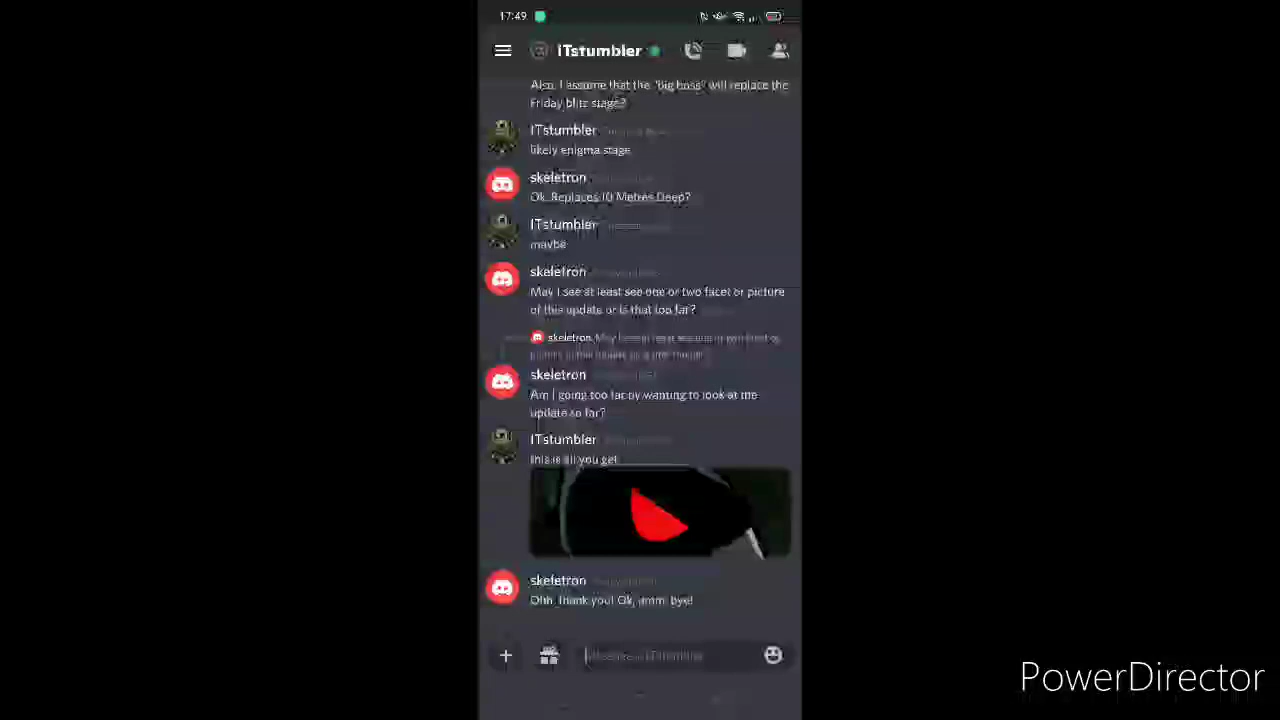 17:49
ITstumbler
Also, I assume that the "big boss" will replace the
Friday blitz stage?
ITstumbler
likely enigma stage
skeletron
Ok. Replaces 10 Metres Deep?
ITstumbler
maybe
skeletron
May I see at least see one or two facet or picture
of this update or is that too far?
skeletron
skeletron
Am I going too far by wanting to look at the
update so far?
ITstumbler
this is all you get
skeletron
Ohh, thank you! Ok, umm, bye!
ITstumbler
PowerDirector